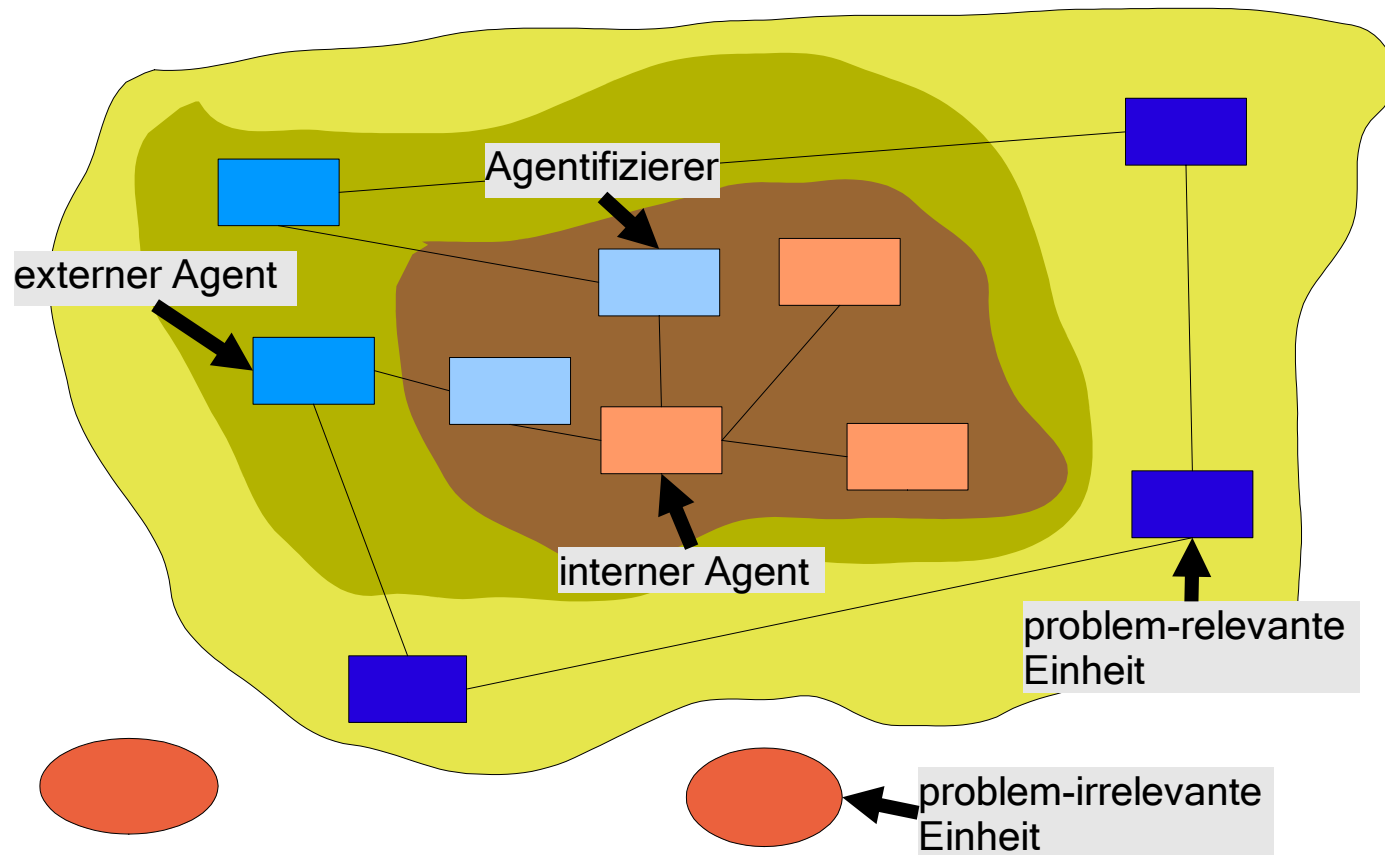 Agentifizierer
externer Agent
interner Agent
problem-relevante
Einheit
problem-irrelevante
Einheit